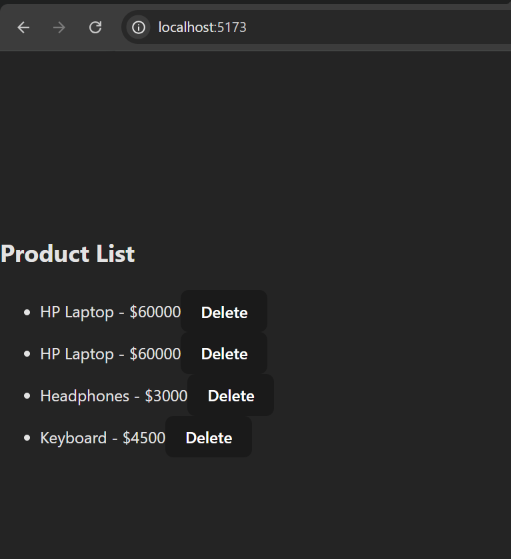 localhost:5173
Product List
HP Laptop - $60000 Delete
HP Laptop - $60000 Delete
Headphones - $3000 Delete
Keyboard - $4500 Delete